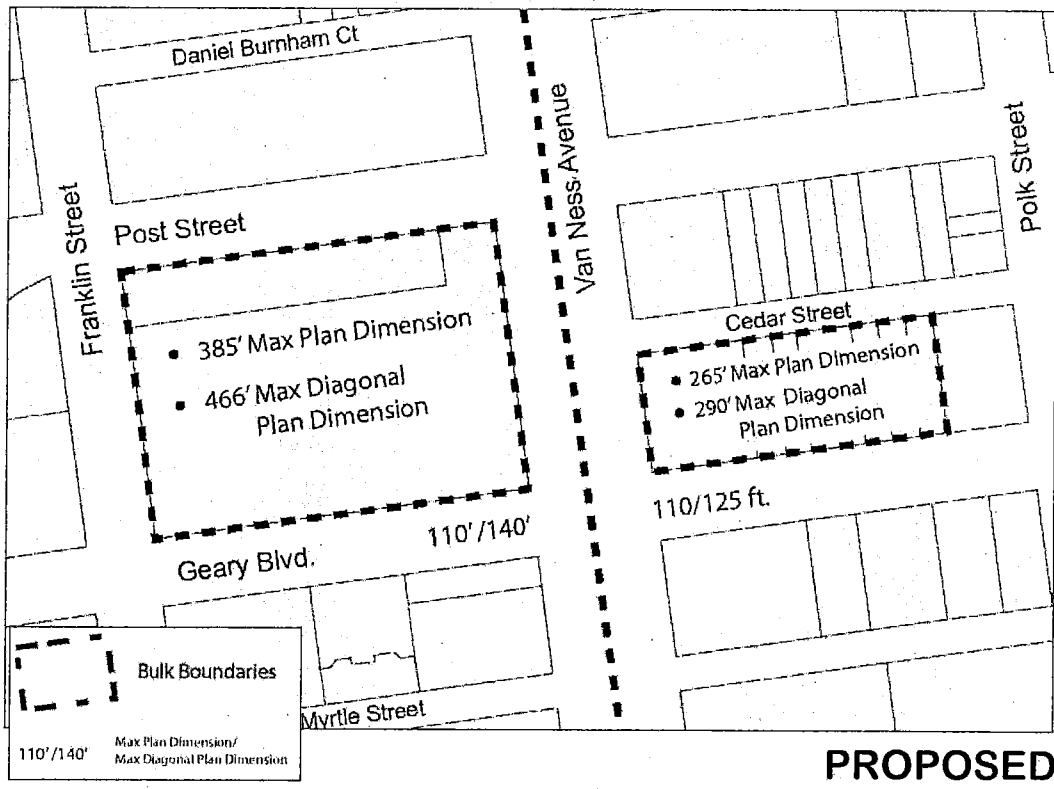 Daniel Burnham Ct
Franklin Street
Post Street
Van Ness Avenue
Polk Street
Cedar Street
• 385' Max Plan Dimension
• 466' Max Diagonal
Plan Dimension
• 265' Max Plan Dimension
• 290' Max Diagonal
Plan Dimension
110'/140'
110/125 ft.
Geary Blvd.
Myrtle Street
Bulk Boundaries
110'/140'
Max Plan Dimension/
Max Diagonal Plan Dimension
PROPOSED